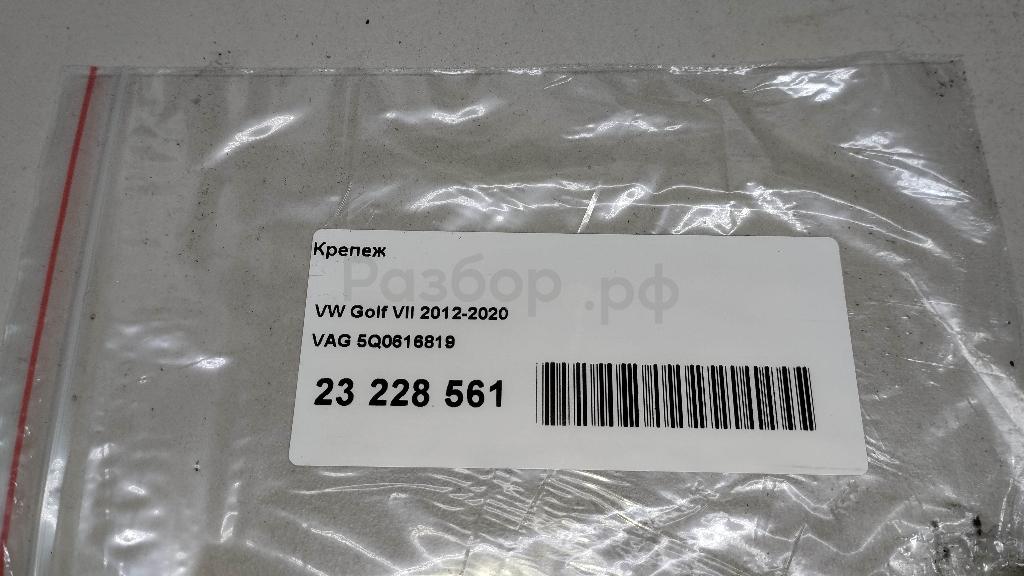 Крепеж
Разбор.рф
VW Golf VII 2012-2020
VAG 5Q0616819
23 228 561